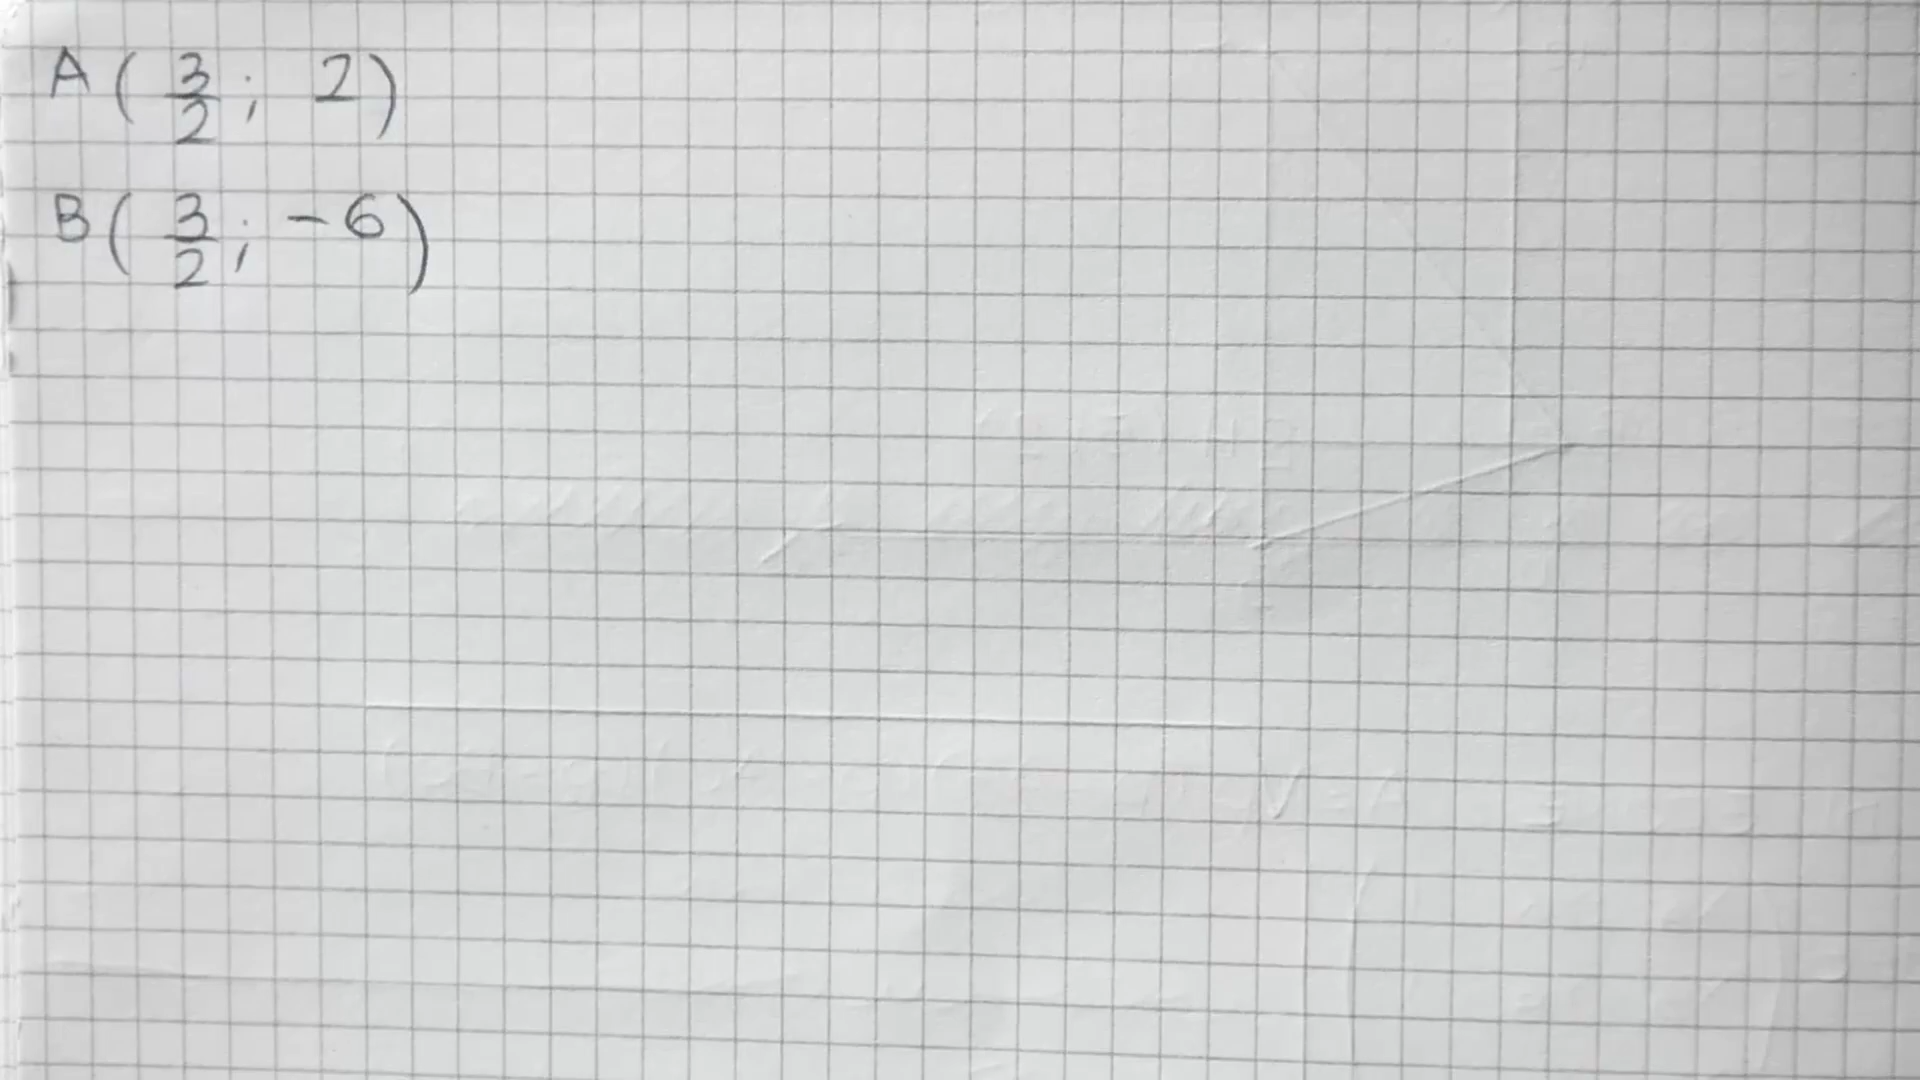 A ( 3/2 ; 2 )
B ( 3/2 ; - 6 )